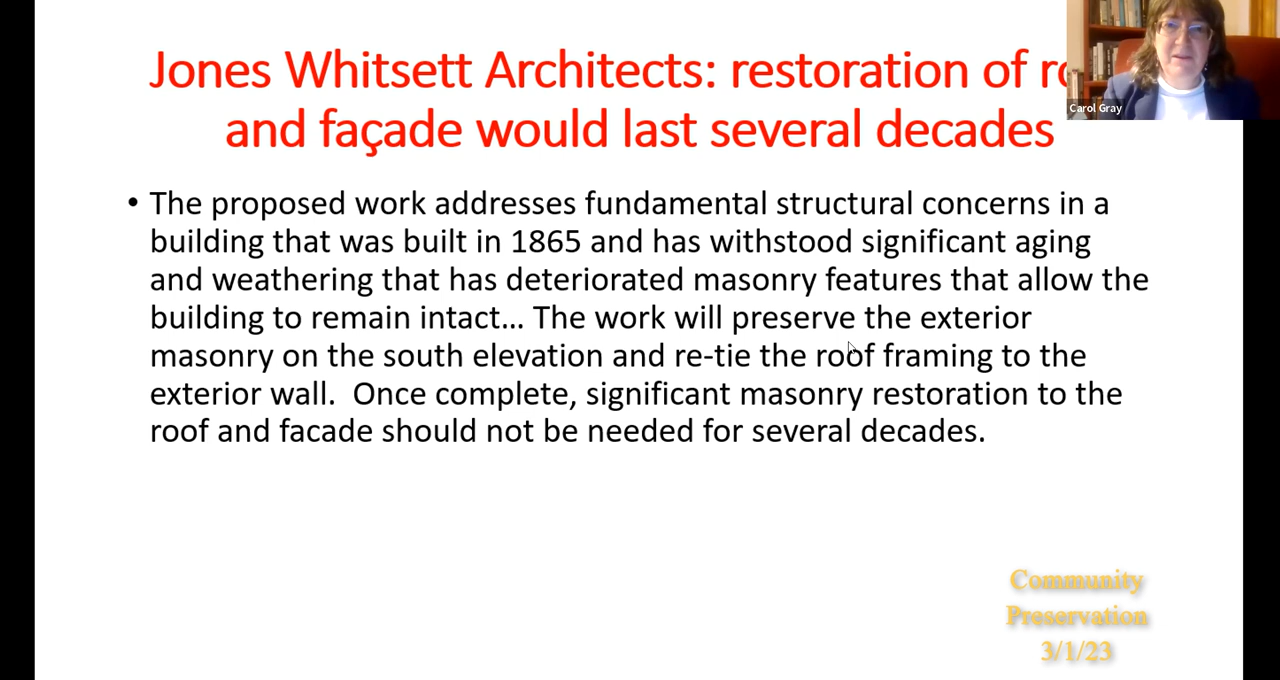 Jones Whitsett Architects: restoration of
and façade would last several decades
Carol Gray
• The proposed work addresses fundamental structural concerns in a
building that was built in 1865 and has withstood significant aging
and weathering that has deteriorated masonry features that allow the
building to remain intact… The work will preserve the exterior
masonry on the south elevation and re-tie the roof framing to the
exterior wall.  Once complete, significant masonry restoration to the
roof and facade should not be needed for several decades.
Community
Preservation
3/1/23